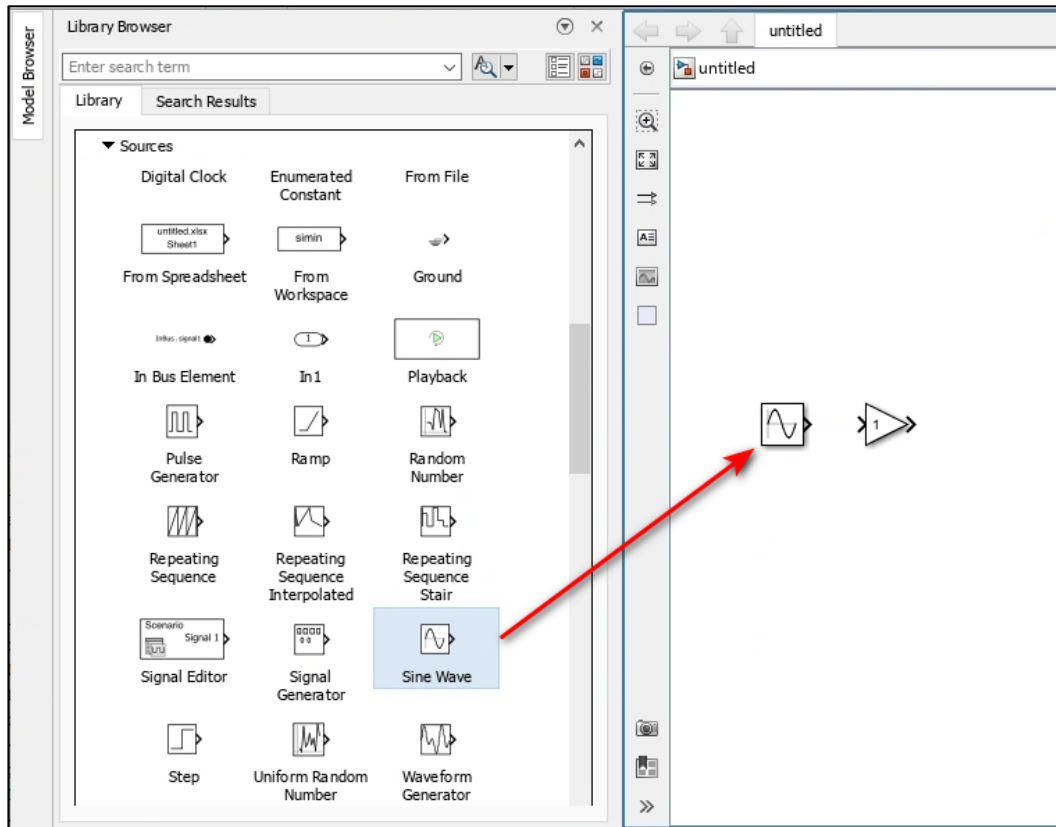 Model Browser
Library Browser
Enter search term
Library
Search Results
Sources
Digital Clock
Enumerated
Constant
From File
untitled.xlsx
Sheet1
simin
From Spreadsheet
From
Workspace
Ground
InBus.signal1
1
In Bus Element
In1
Playback
Pulse
Generator
Ramp
Random
Number
Repeating
Sequence
Repeating
Sequence
Interpolated
Repeating
Sequence
Stair
Scenario
Signal 1
Signal Editor
Signal
Generator
Sine Wave
Step
Uniform Random
Number
Waveform
Generator
untitled
untitled
A
1